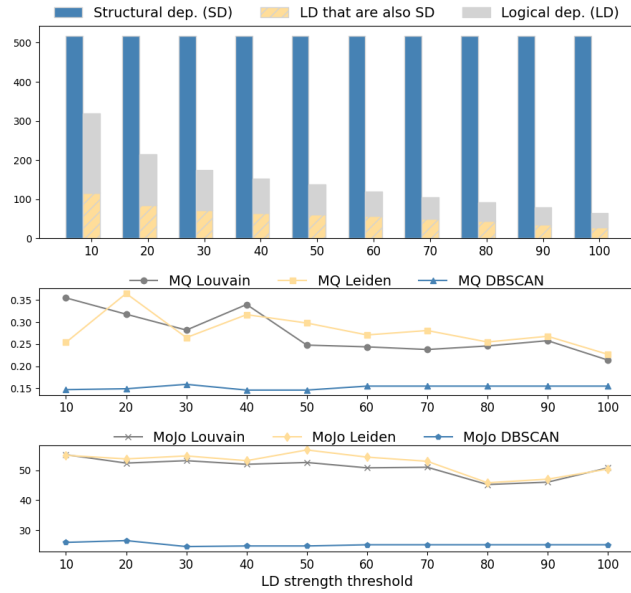 Structural dep. (SD) LD that are also SD Logical dep. (LD)
500
400
300
200
100
0
10 20 30 40 50 60 70 80 90 100
MQ Louvain MQ Leiden MQ DBSCAN
0.35
0.30
0.25
0.20
0.15
10 20 30 40 50 60 70 80 90 100
MoJo Louvain MoJo Leiden MoJo DBSCAN
50
40
30
10 20 30 40 50 60 70 80 90 100
LD strength threshold